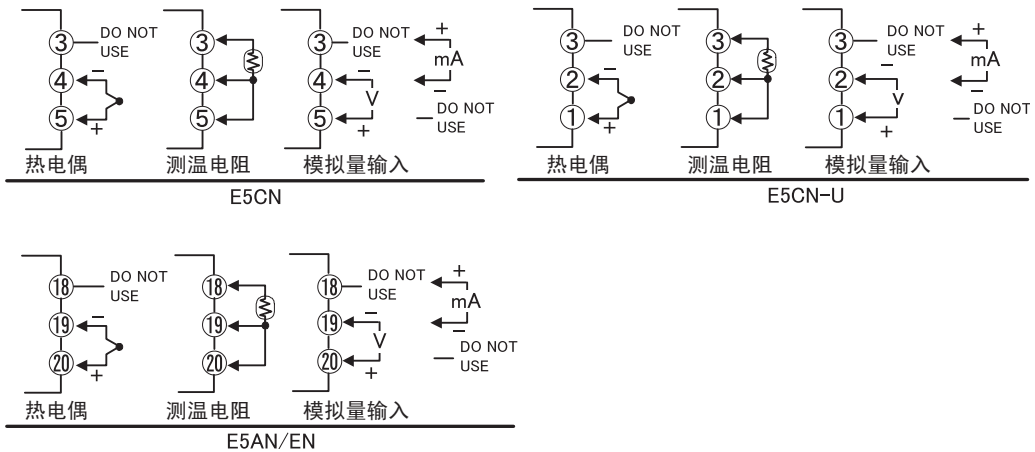 3 DO NOT USE
4 −
5 +
热电偶
3
4
5
测温电阻
3 DO NOT USE
4 −
V
5 +
模拟量输入
+
mA
−
DO NOT USE
E5CN
3 DO NOT USE
2 −
1 +
热电偶
3
2
1
测温电阻
3 DO NOT USE
2 −
V
1 +
模拟量输入
+
mA
−
DO NOT USE
E5CN-U
18 DO NOT USE
19 −
20 +
热电偶
18
19
20
测温电阻
18 DO NOT USE
19 −
V
20 +
模拟量输入
+
mA
−
DO NOT USE
E5AN/EN